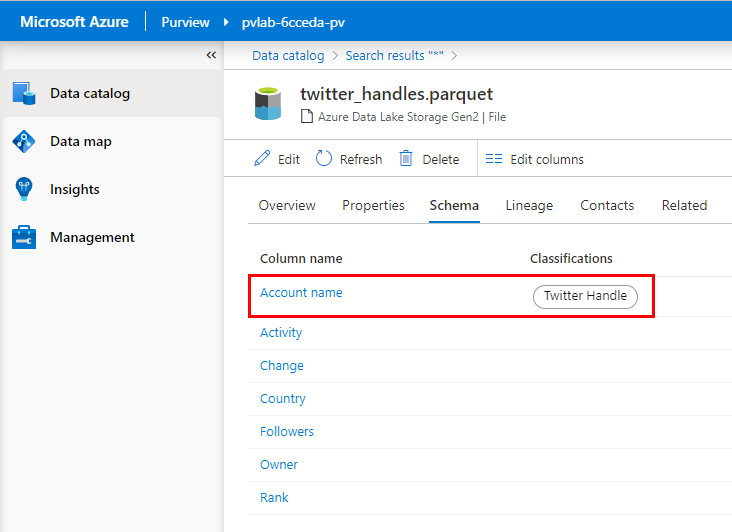 Microsoft Azure Purview pvlab-6cceda-pv
Data catalog Search results "*"
Data catalog
Data map
Insights
Management
twitter_handles.parquet
Azure Data Lake Storage Gen2 | File
Edit Refresh Delete Edit columns
Overview Properties Schema Lineage Contacts Related
Column name Classifications
Account name Twitter Handle
Activity
Change
Country
Followers
Owner
Rank